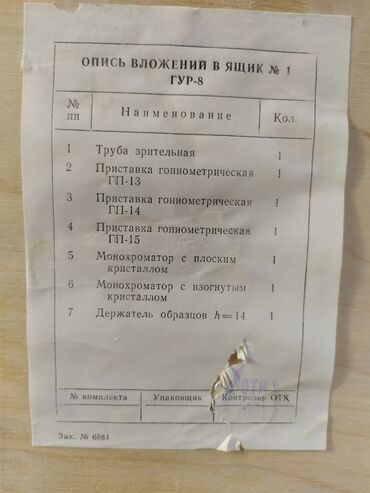 ОПИСЬ ВЛОЖЕНИЙ В ЯЩИК № 1
ГУР-8
№ пп Наименование Кол.
1 Труба зрительная 1
2 Приставка гониометрическая ГП-13 1
3 Приставка гониометрическая ГП-14 1
4 Приставка гониометрическая ГП-15 1
5 Монохроматор с плоским кристаллом 1
6 Монохроматор с изогнутым кристаллом 1
7 Держатель образцов h=14 1
ОТК
№ комплекта Упаковщик Контролер ОТК
Зак. № 6884